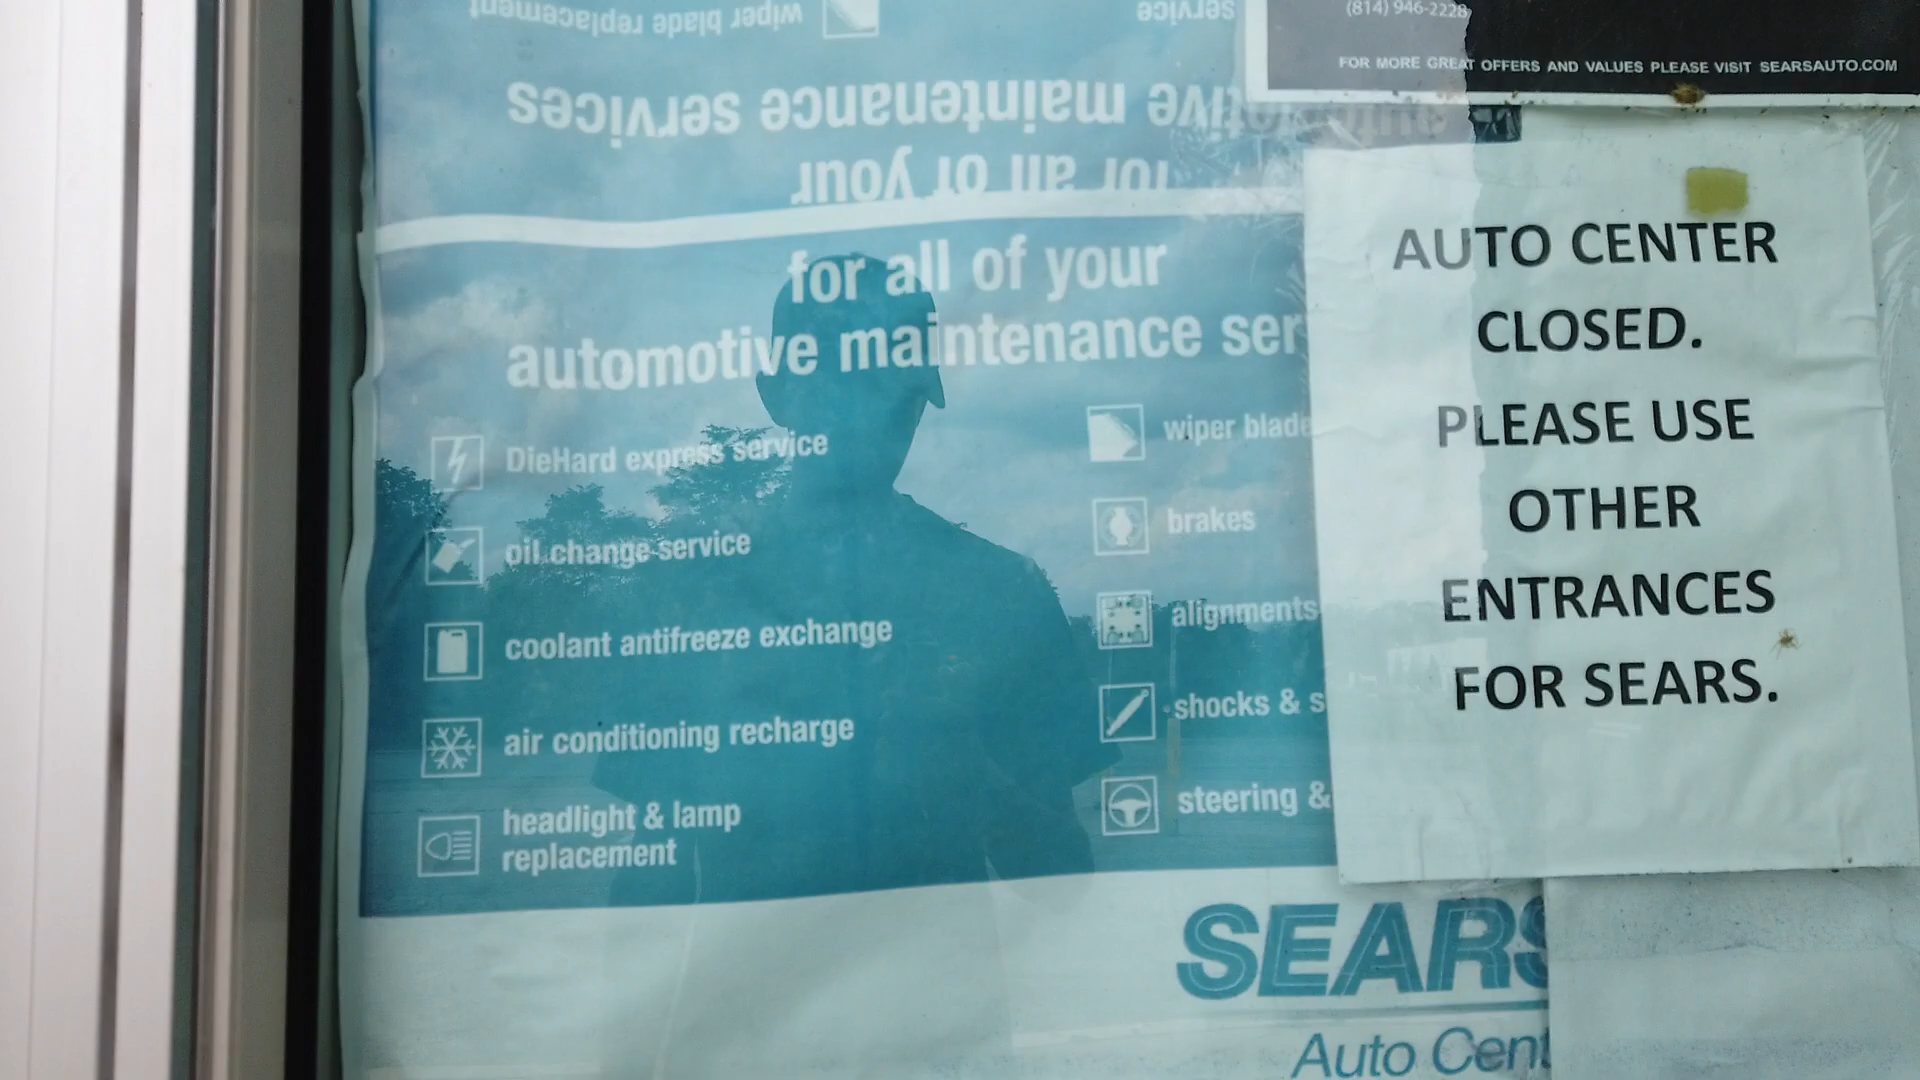 wiper blade replacement
service
automotive maintenance services
for all of your
(814) 946-2228
FOR MORE GREAT OFFERS AND VALUES PLEASE VISIT SEARSAUTO.COM
for all of your
automotive maintenance ser
DieHard express service
oil change service
coolant antifreeze exchange
air conditioning recharge
headlight & lamp
replacement
wiper blade
brakes
alignments
shocks & s
steering &
SEARS
Auto Cent
AUTO CENTER
CLOSED.
PLEASE USE
OTHER
ENTRANCES
FOR SEARS.